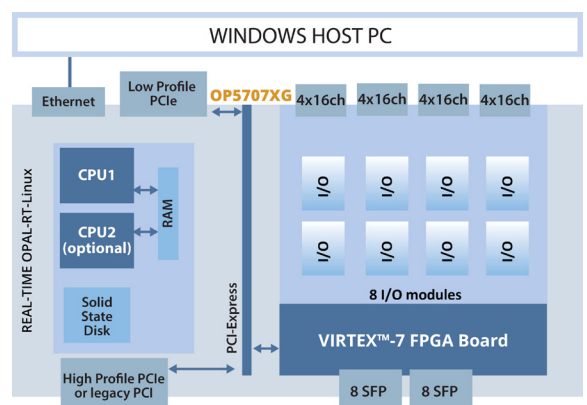 WINDOWS HOST PC
Ethernet
Low Profile
PCIe
OP5707XG
4x16ch
4x16ch
4x16ch
4x16ch
REAL-TIME OPAL-RT-Linux
CPU1
CPU2
(optional)
RAM
Solid
State
Disk
PCI-Express
I/O
I/O
I/O
I/O
I/O
I/O
I/O
I/O
8 I/O modules
VIRTEX™-7 FPGA Board
High Profile PCIe
or legacy PCI
8 SFP
8 SFP